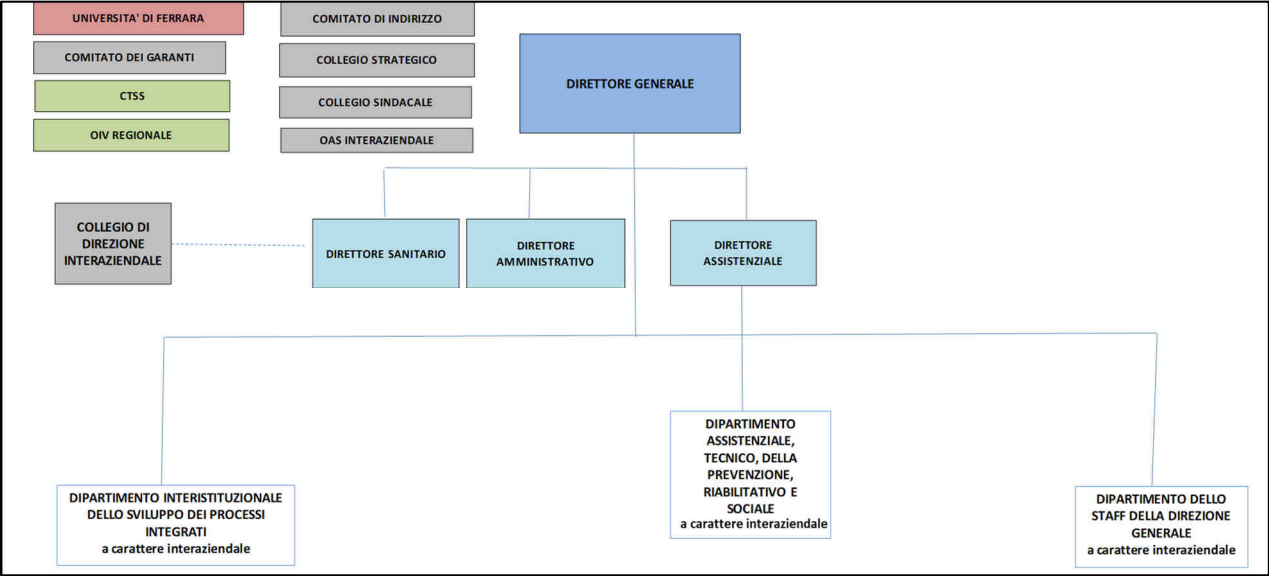 UNIVERSITA' DI FERRARA
COMITATO DI INDIRIZZO
COMITATO DEI GARANTI
COLLEGIO STRATEGICO
CTSS
COLLEGIO SINDACALE
OIV REGIONALE
OAS INTERAZIENDALE
DIRETTORE GENERALE
COLLEGIO DI
DIREZIONE
INTERAZIENDALE
DIRETTORE SANITARIO
DIRETTORE
AMMINISTRATIVO
DIRETTORE
ASSISTENZIALE
DIPARTIMENTO INTERISTITUZIONALE
DELLO SVILUPPO DEI PROCESSI
INTEGRATI
a carattere interaziendale
DIPARTIMENTO
ASSISTENZIALE,
TECNICO, DELLA
PREVENZIONE,
RIABILITATIVO E
SOCIALE
a carattere interaziendale
DIPARTIMENTO DELLO
STAFF DELLA DIREZIONE
GENERALE
a carattere interaziendale